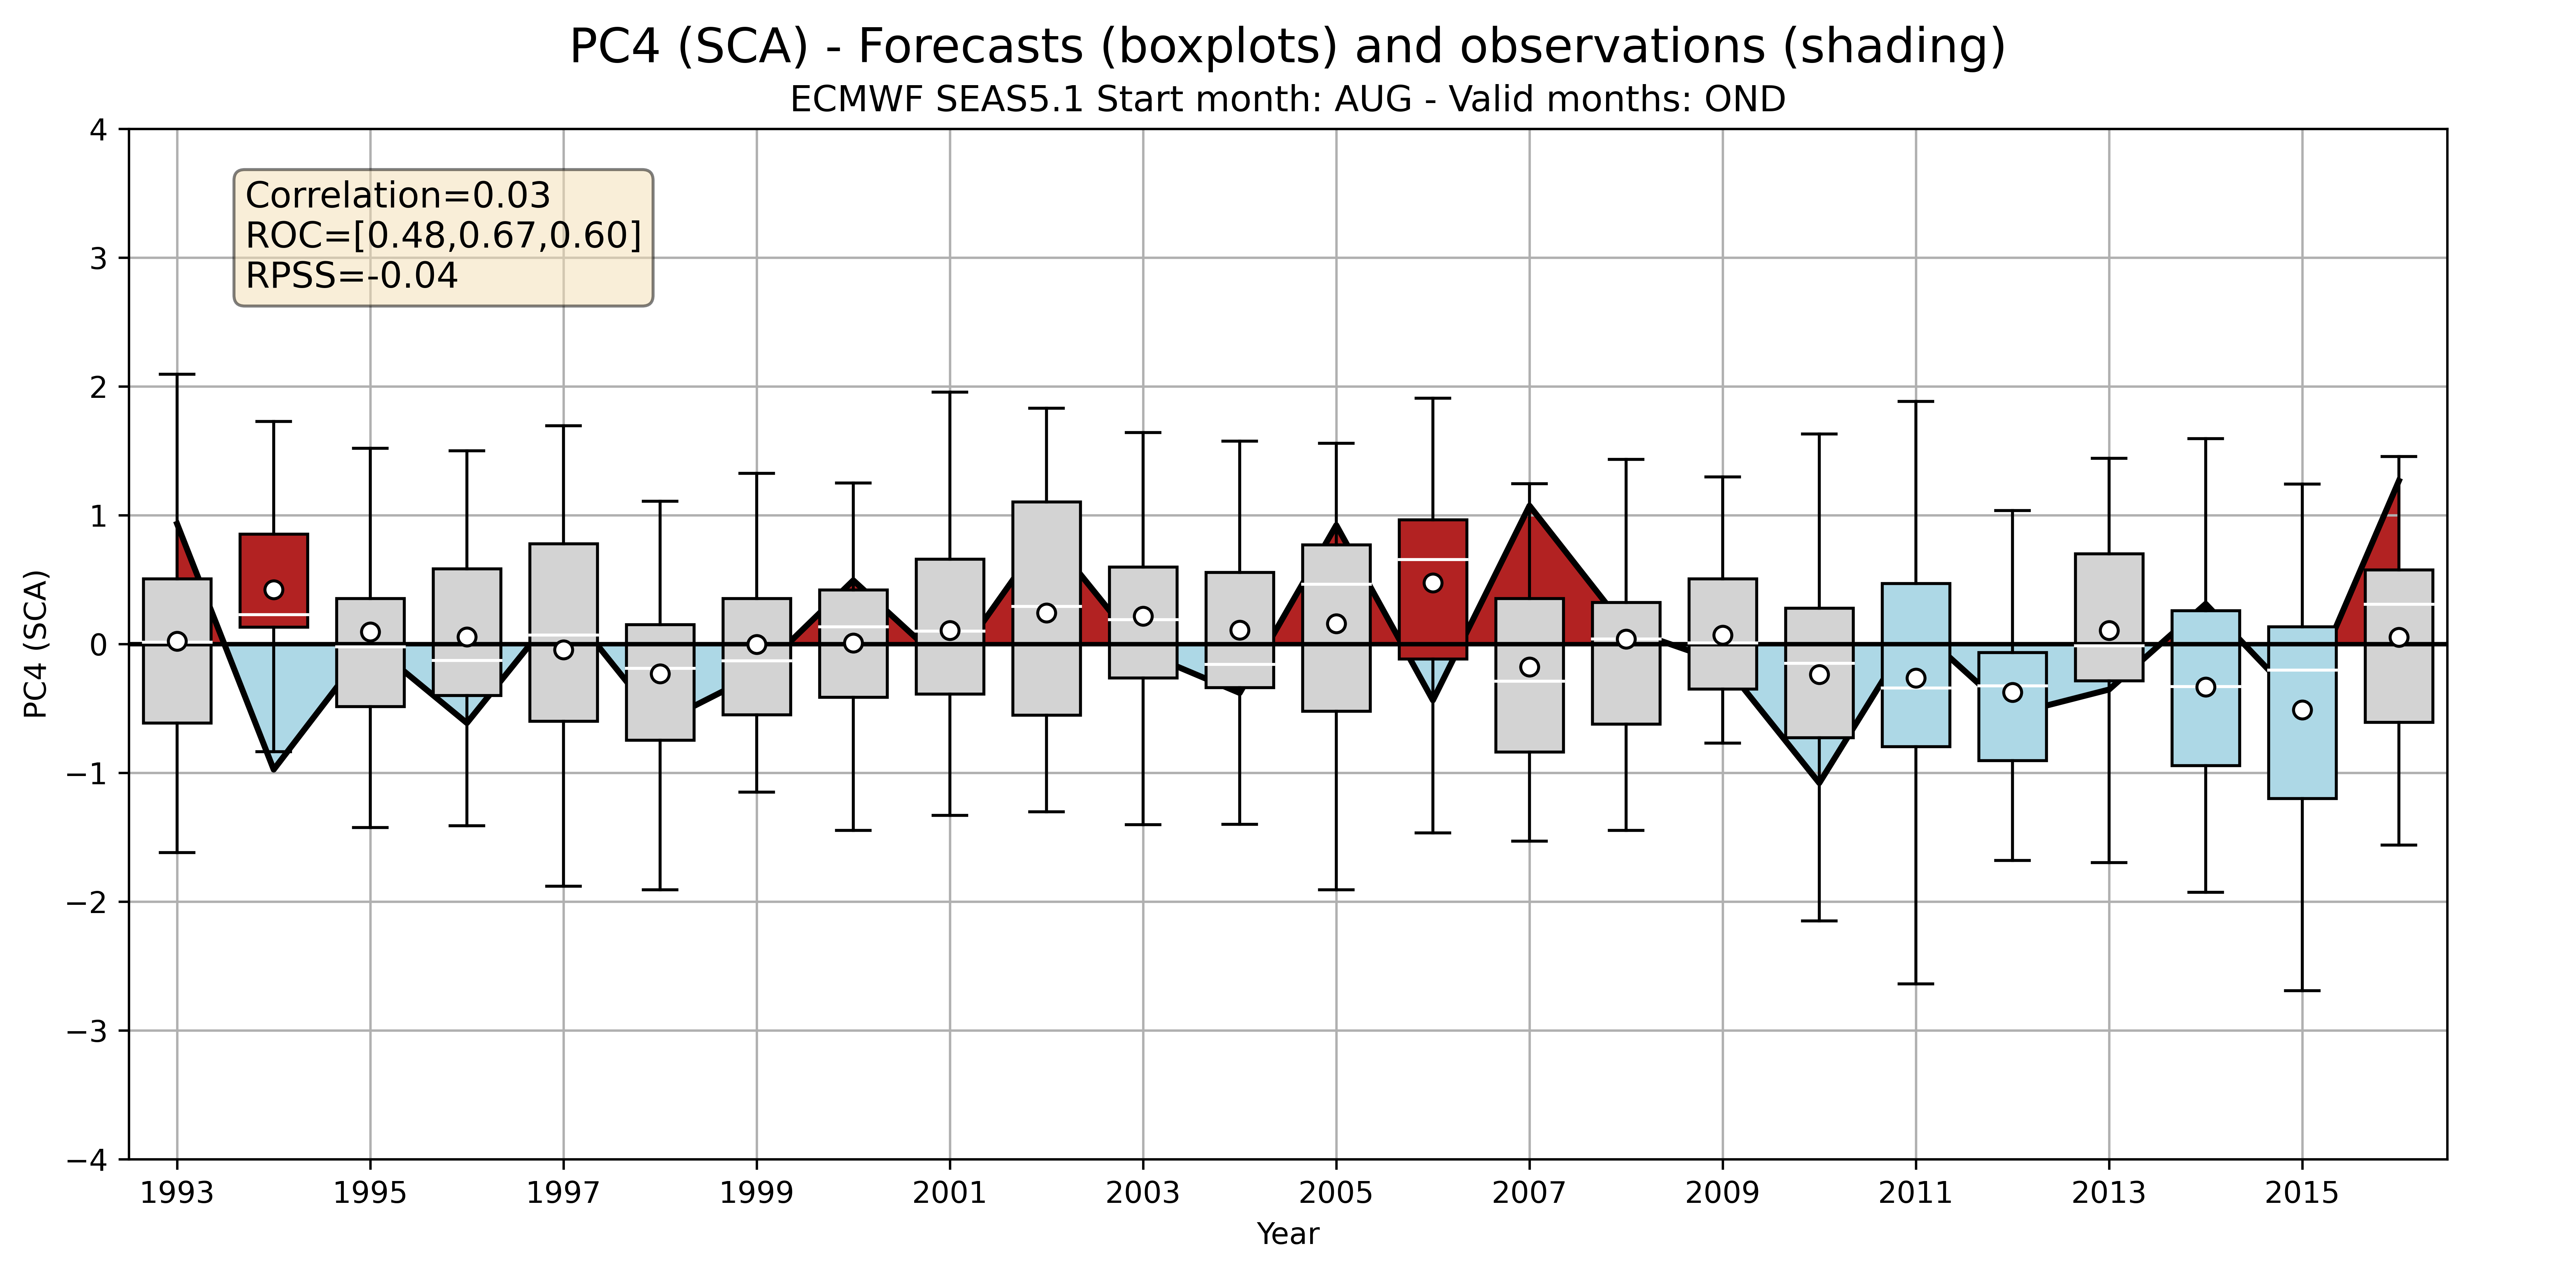 PC4 (SCA) - Forecasts (boxplots) and observations (shading)
ECMWF SEAS5.1 Start month: AUG - Valid months: OND
Correlation=0.03
ROC=[0.48,0.67,0.60]
RPSS=-0.04
PC4 (SCA)
4
3
2
1
0
−1
−2
−3
−4
1993 1995 1997 1999 2001 2003 2005 2007 2009 2011 2013 2015
Year